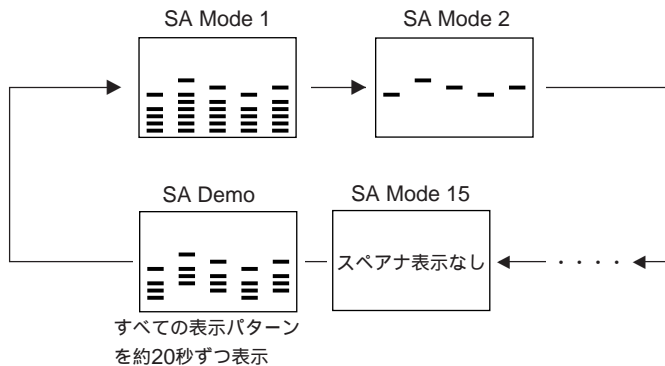 SA Mode 1
SA Mode 2
SA Demo
SA Mode 15
スペアナ表示なし
・・・・
すべての表示パターン
を約20秒ずつ表示